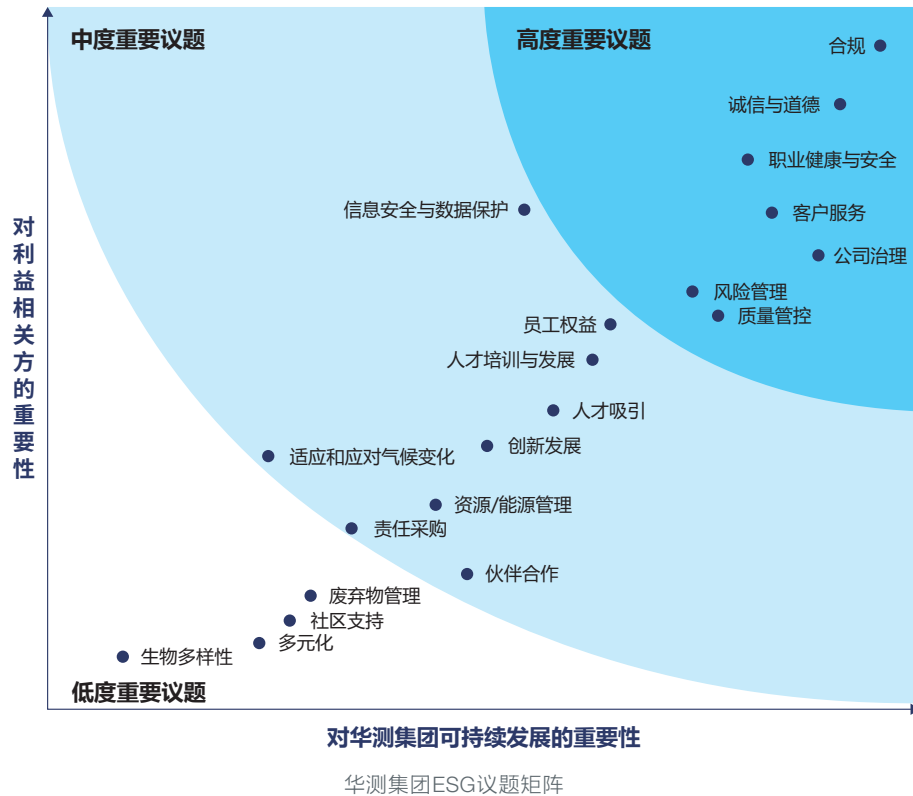 中度重要议题
高度重要议题
合规
诚信与道德
职业健康与安全
信息安全与数据保护
客户服务
公司治理
风险管理
质量管控
员工权益
人才培训与发展
人才吸引
创新发展
适应和应对气候变化
资源/能源管理
责任采购
伙伴合作
废弃物管理
社区支持
多元化
生物多样性
低度重要议题
对利益相关方的重要性
对华测集团可持续发展的重要性
华测集团ESG议题矩阵